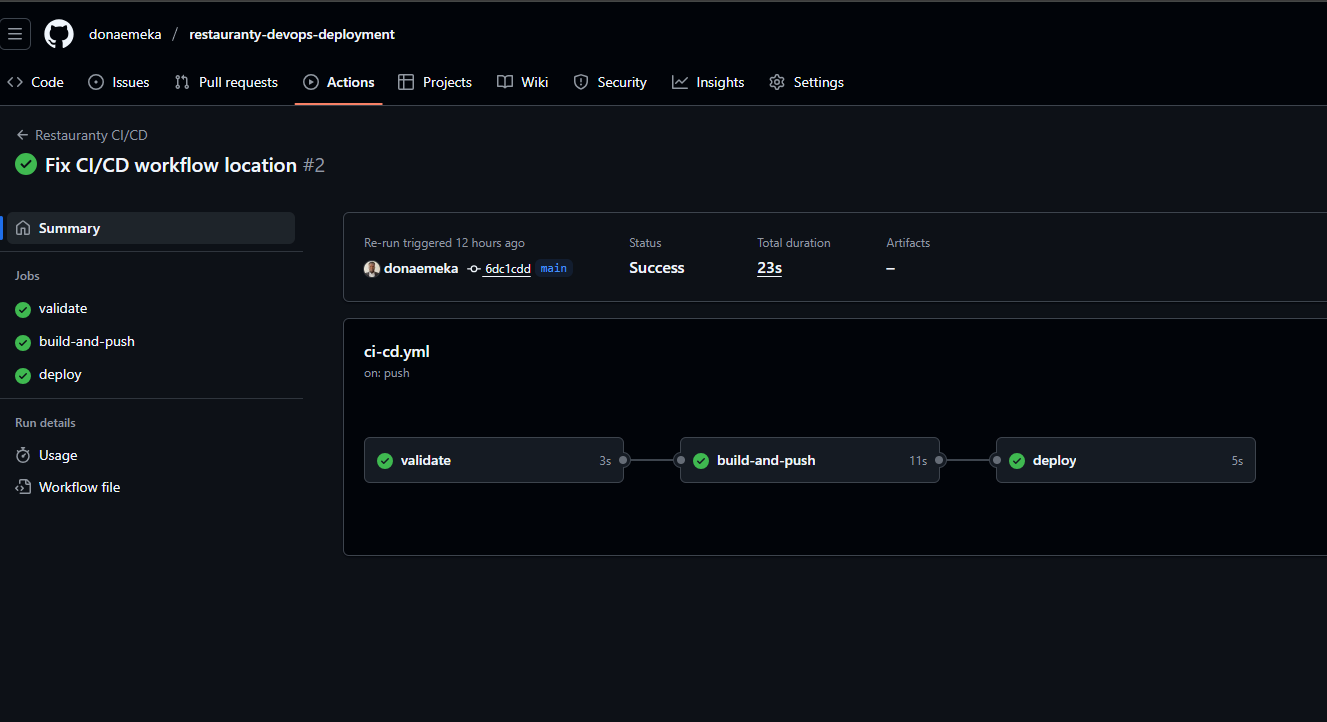 donaemeka / restauranty-devops-deployment
Code Issues Pull requests Actions Projects Wiki Security Insights Settings
Restauranty CI/CD
Fix CI/CD workflow location #2
Summary
Jobs
validate
build-and-push
deploy
Run details
Usage
Workflow file
Re-run triggered 12 hours ago
donaemeka 6dc1cdd main
Status
Success
Total duration
23s
Artifacts
–
ci-cd.yml
on: push
validate 3s
build-and-push 11s
deploy 5s